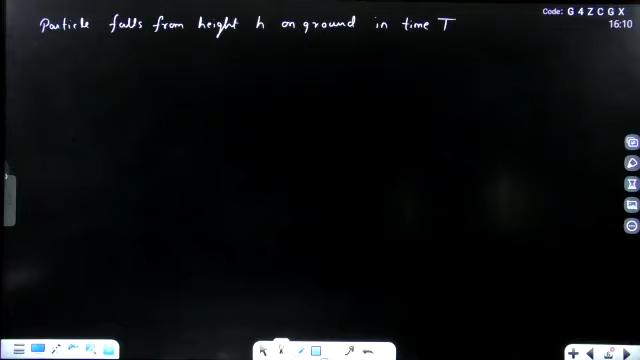 Code: G 4 Z C G X
16:10
Particle falls from height h on ground in time T